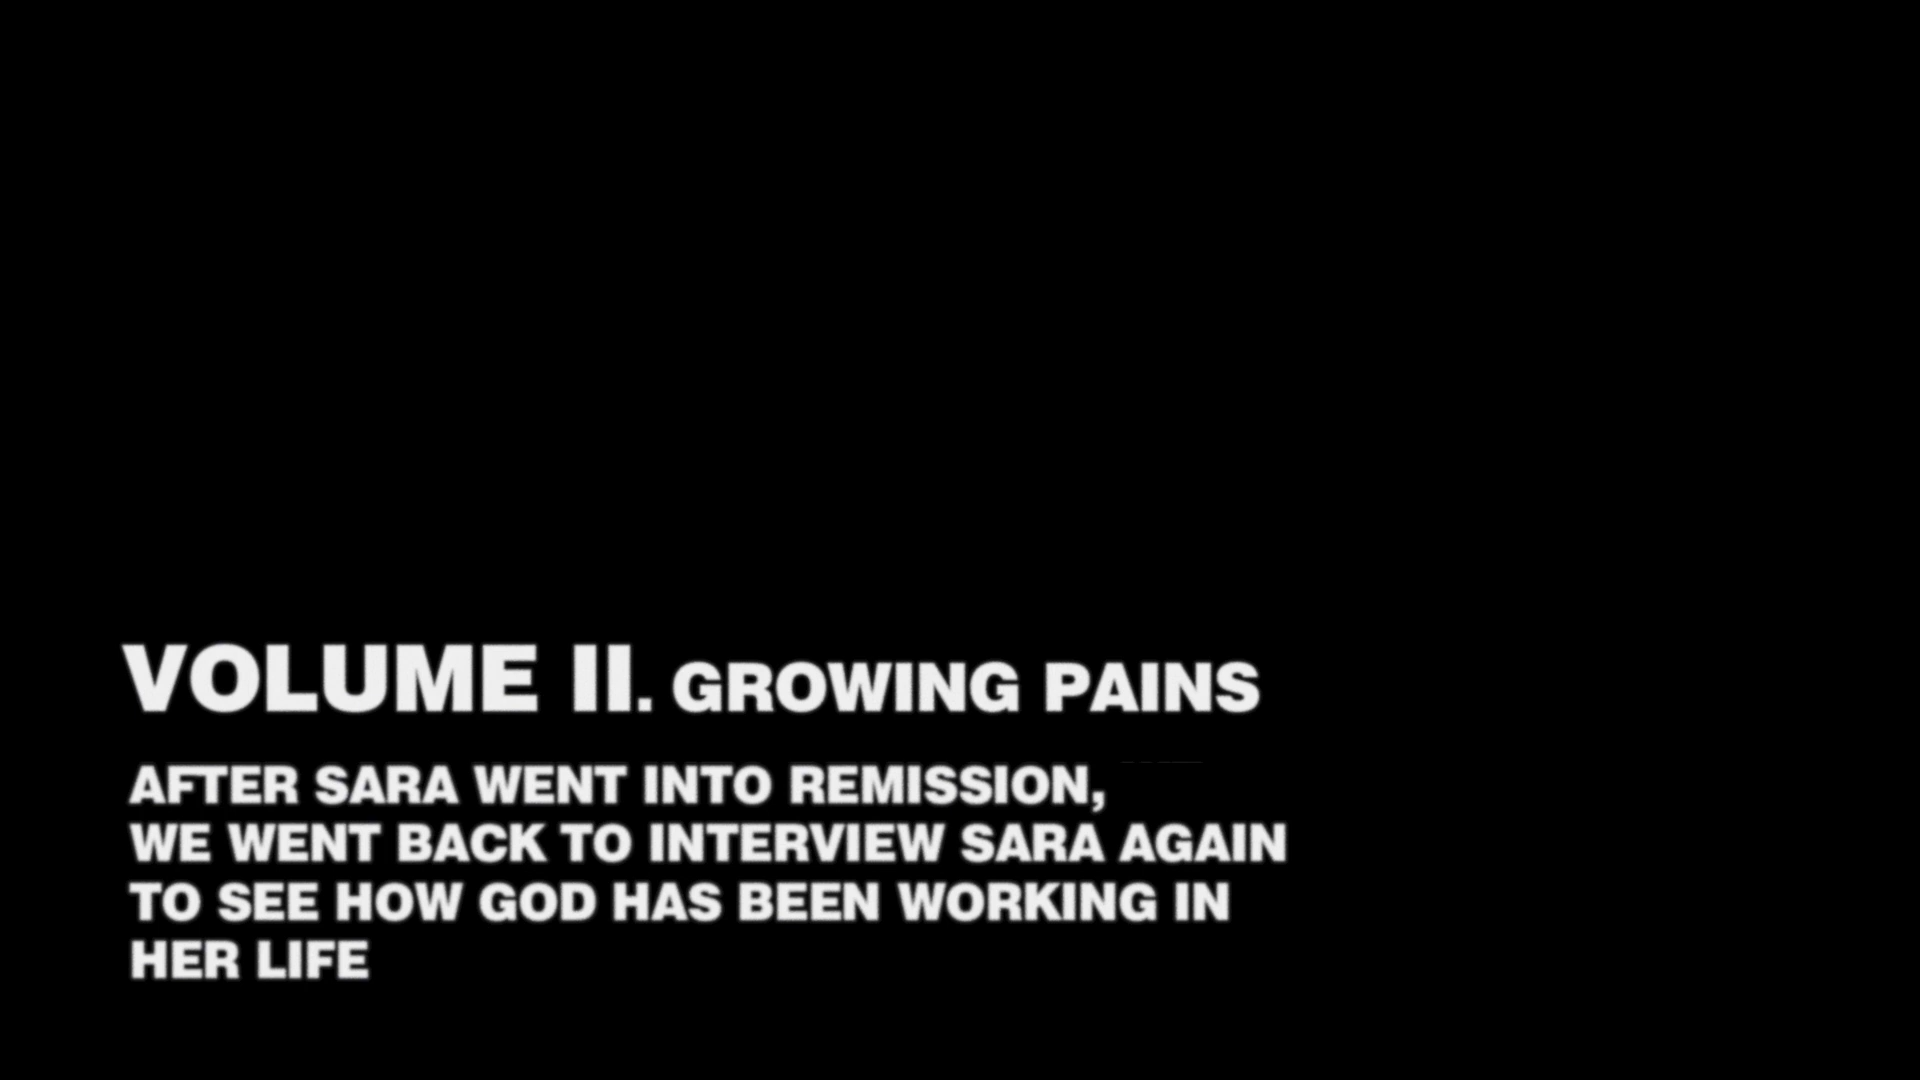 VOLUME II. GROWING PAINS
AFTER SARA WENT INTO REMISSION,
WE WENT BACK TO INTERVIEW SARA AGAIN
TO SEE HOW GOD HAS BEEN WORKING IN
HER LIFE